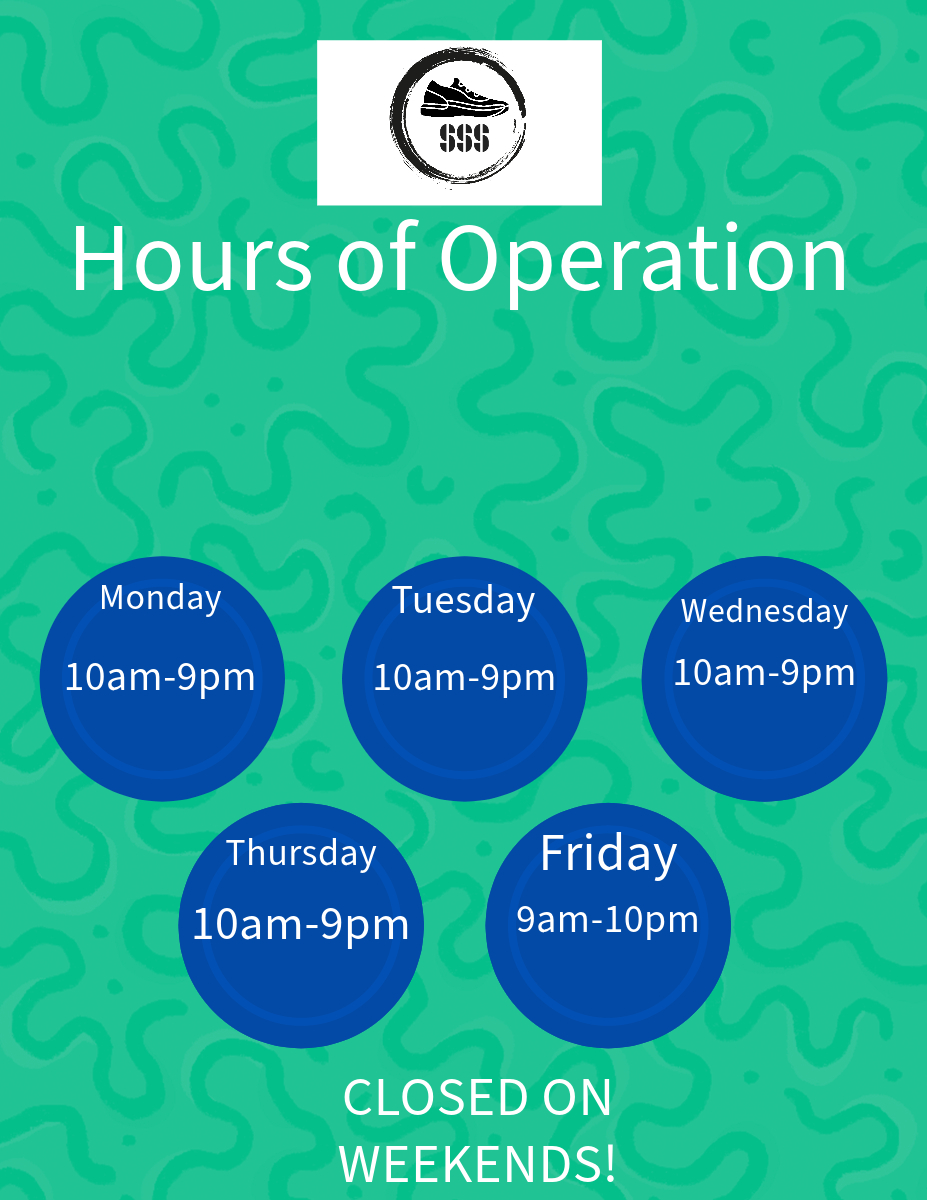 SSS
Hours of Operation
Monday
10am-9pm
Tuesday
10am-9pm
Wednesday
10am-9pm
Thursday
10am-9pm
Friday
9am-10pm
CLOSED ON
WEEKENDS!